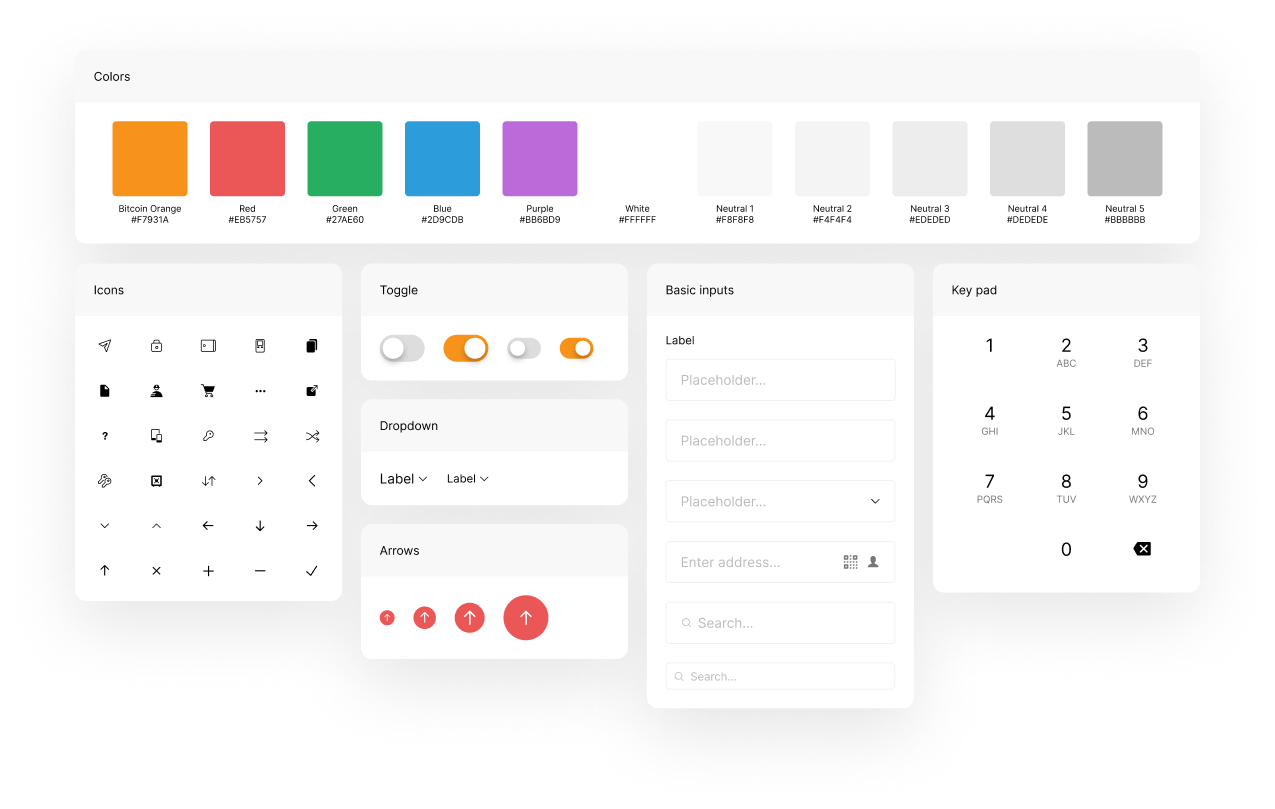 Colors
Bitcoin Orange
#F7931A
Red
#EB5757
Green
#27AE60
Blue
#2D9CDB
Purple
#BB6BD9
White
#FFFFFF
Neutral 1
#F8F8F8
Neutral 2
#F4F4F4
Neutral 3
#EDEDED
Neutral 4
#DEDEDE
Neutral 5
#BBBBBB
Icons
?
Toggle
Dropdown
Label
Label
Arrows
Basic inputs
Label
Placeholder...
Placeholder...
Placeholder...
Enter address...
Search...
Search...
Key pad
1
2
ABC
3
DEF
4
GHI
5
JKL
6
MNO
7
PQRS
8
TUV
9
WXYZ
0